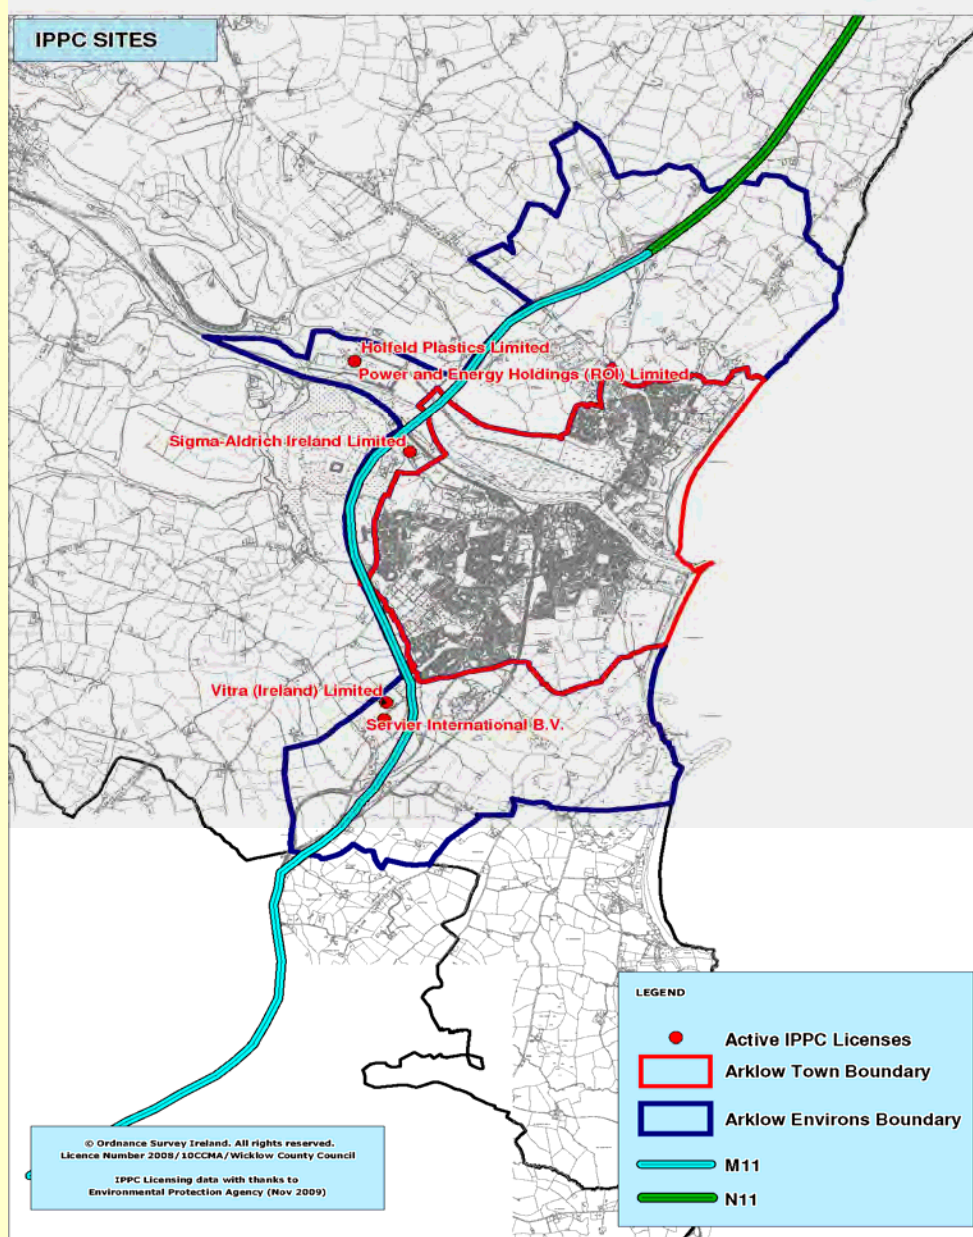 IPPC SITES
Holfeld Plastics Limited
Power and Energy Holdings (ROI) Limited
Sigma-Aldrich Ireland Limited
Vitra (Ireland) Limited
Servier International B.V.
LEGEND
Active IPPC Licenses
Arklow Town Boundary
Arklow Environs Boundary
M11
N11
© Ordnance Survey Ireland. All rights reserved.
Licence Number 2008/10CCMA/Wicklow County Council
IPPC Licensing data with thanks to
Environmental Protection Agency (Nov 2009)